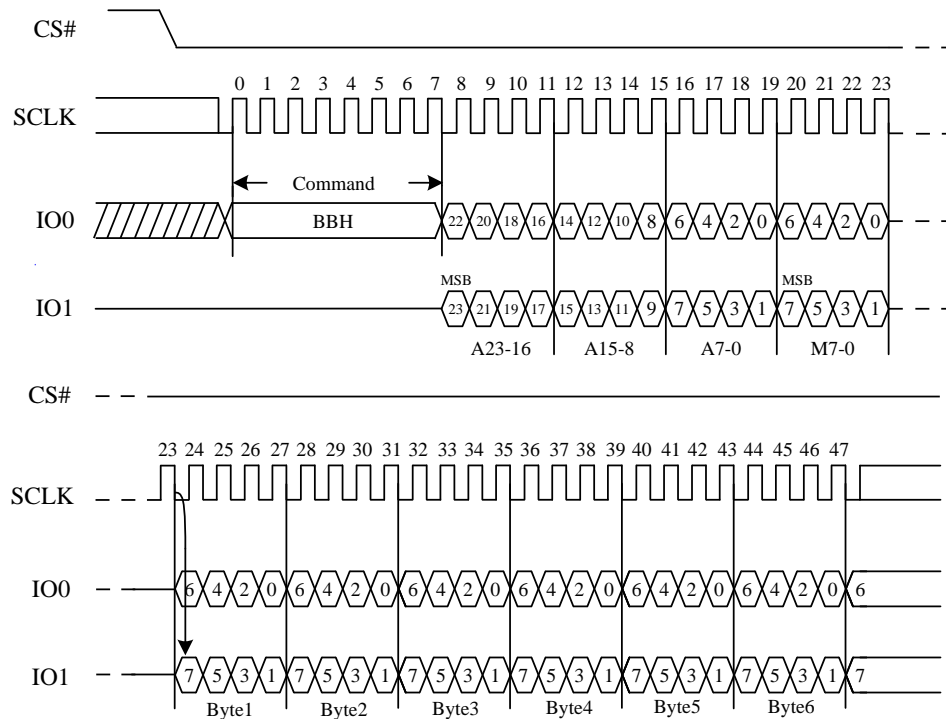 CS#
0 1 2 3 4 5 6 7 8 9 10 11 12 13 14 15 16 17 18 19 20 21 22 23
SCLK
Command
IO0 BBH 22 20 18 16 14 12 10 8 6 4 2 0 6 4 2 0
MSB MSB
IO1 23 21 19 17 15 13 11 9 7 5 3 1 7 5 3 1
A23-16 A15-8 A7-0 M7-0
CS#
23 24 25 26 27 28 29 30 31 32 33 34 35 36 37 38 39 40 41 42 43 44 45 46 47
SCLK
IO0 6 4 2 0 6 4 2 0 6 4 2 0 6 4 2 0 6 4 2 0 6 4 2 0 6
IO1 7 5 3 1 7 5 3 1 7 5 3 1 7 5 3 1 7 5 3 1 7 5 3 1 7
Byte1 Byte2 Byte3 Byte4 Byte5 Byte6